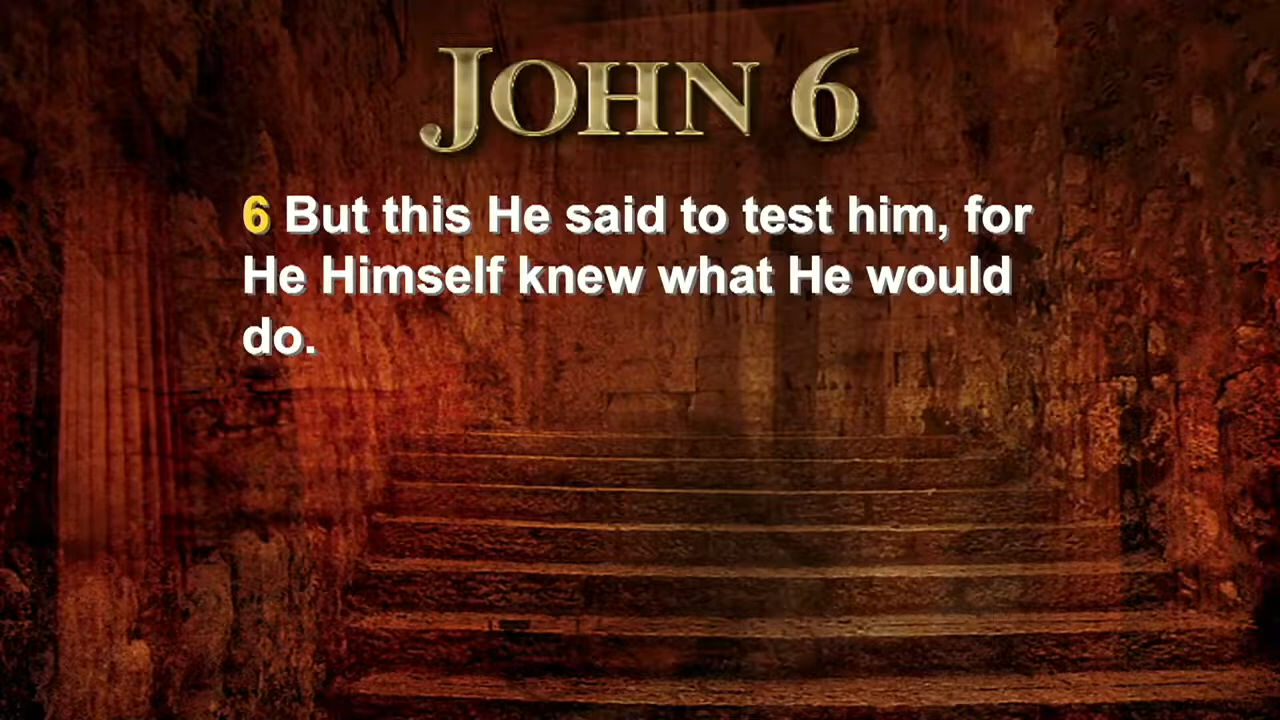 JOHN 6
6 But this He said to test him, for
He Himself knew what He would
do.